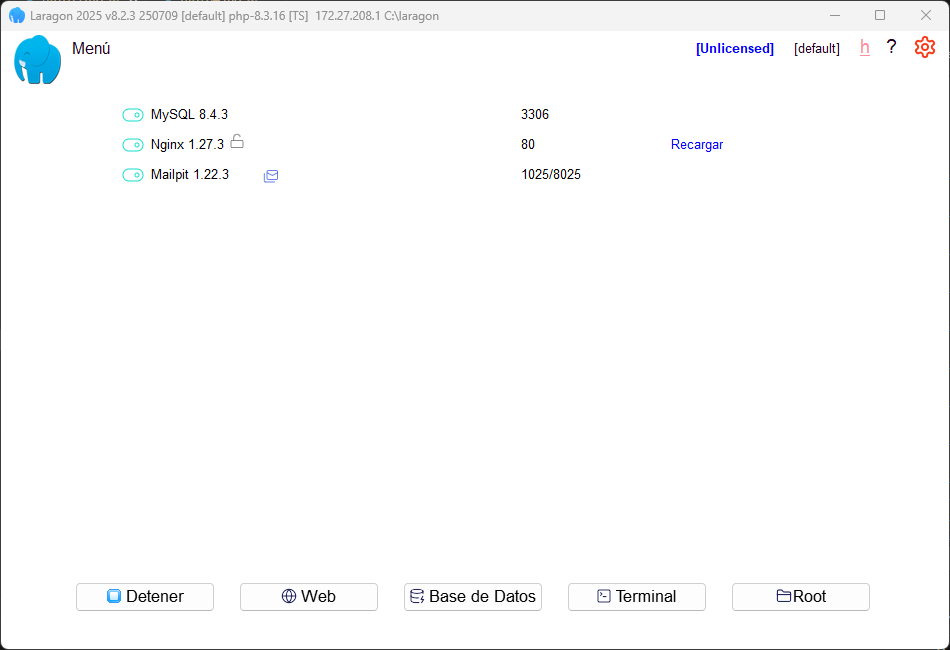 Laragon 2025 v8.2.3 250709 [default] php-8.3.16 [TS] 172.27.208.1 C:\laragon
Menú [Unlicensed] [default] h ?
MySQL 8.4.3 3306
Nginx 1.27.3 80 Recargar
Mailpit 1.22.3 1025/8025
Detener Web Base de Datos Terminal Root